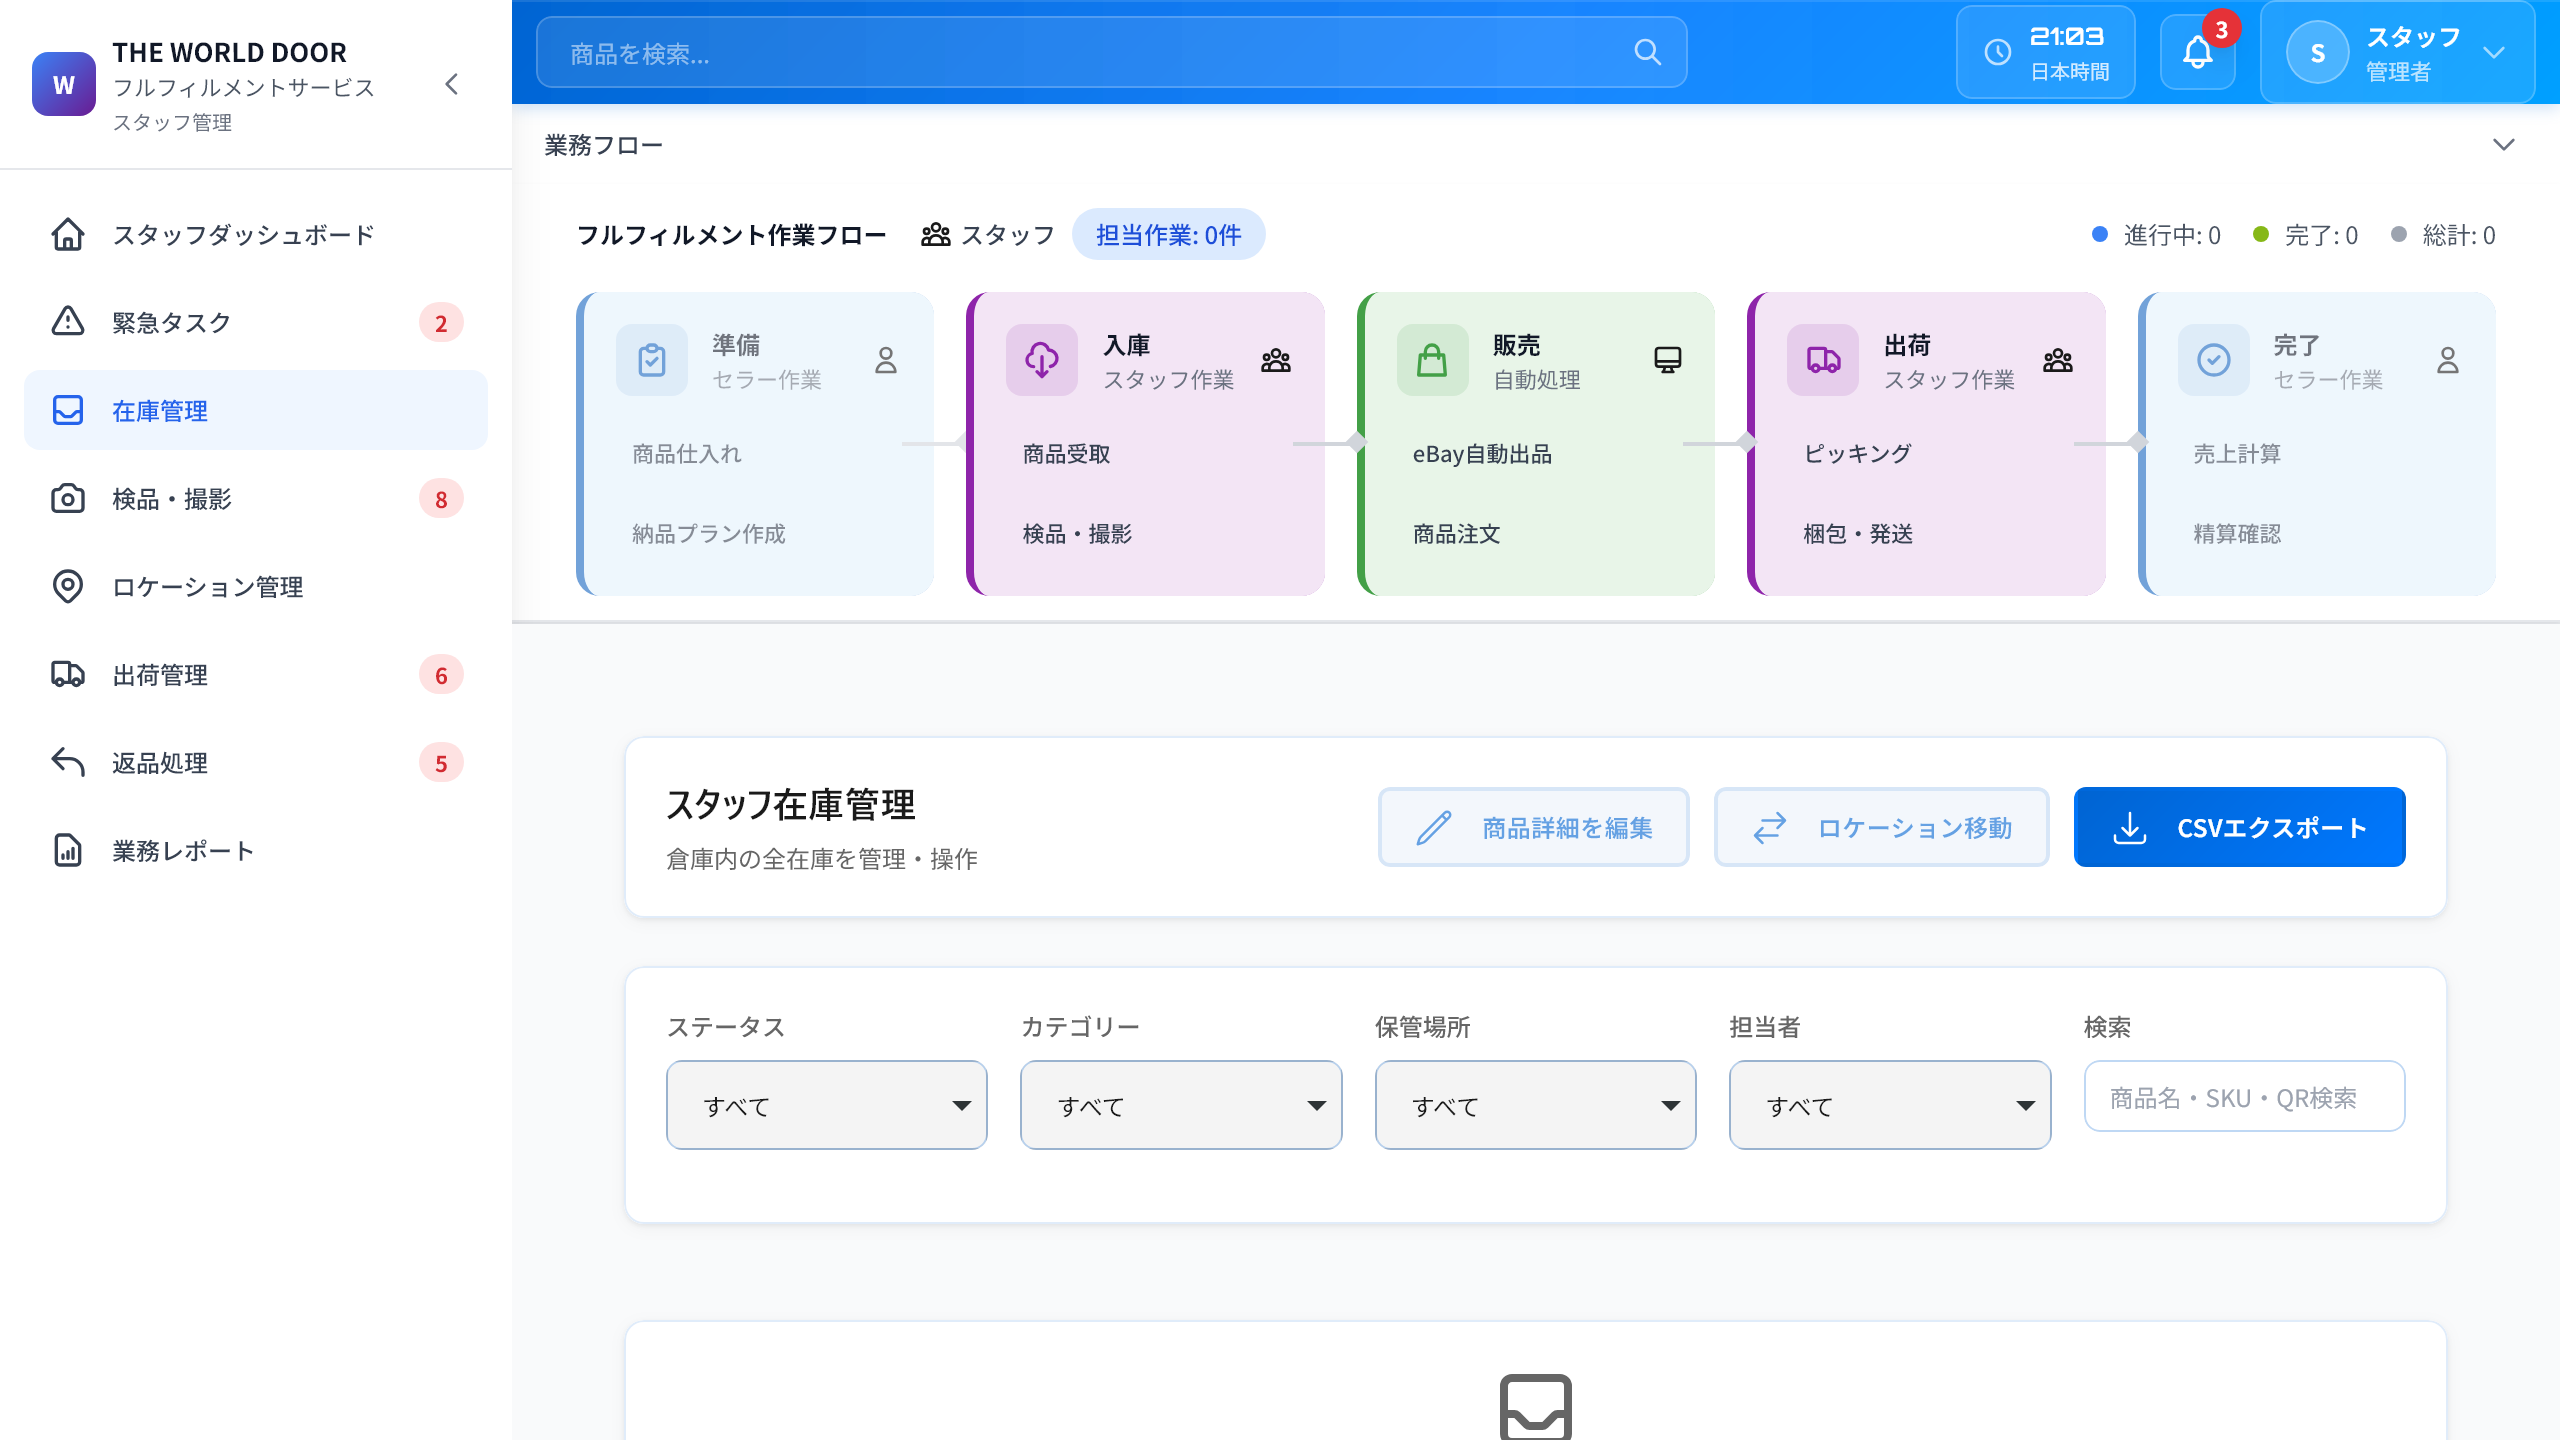 W
THE WORLD DOOR
フルフィルメントサービス
スタッフ管理
スタッフダッシュボード
緊急タスク
2
在庫管理
検品・撮影
8
ロケーション管理
出荷管理
6
返品処理
5
業務レポート
商品を検索...
21:03
日本時間
3
S
スタッフ
管理者
業務フロー
フルフィルメント作業フロー
スタッフ
担当作業: 0件
進行中: 0
完了: 0
総計: 0
準備
セラー作業
商品仕入れ
納品プラン作成
入庫
スタッフ作業
商品受取
検品・撮影
販売
自動処理
eBay自動出品
商品注文
出荷
スタッフ作業
ピッキング
梱包・発送
完了
セラー作業
売上計算
精算確認
スタッフ在庫管理
倉庫内の全在庫を管理・操作
商品詳細を編集
ロケーション移動
CSVエクスポート
ステータス
すべて
カテゴリー
すべて
保管場所
すべて
担当者
すべて
検索
商品名・SKU・QR検索